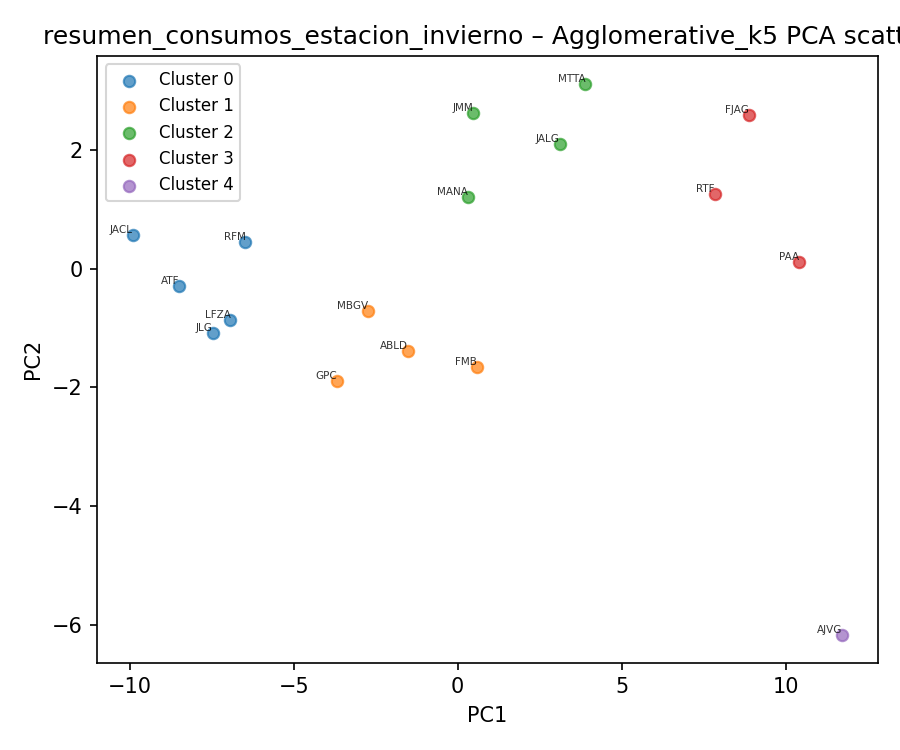 resumen_consumos_estacion_invierno – Agglomerative_k5 PCA scatt
Cluster 0
Cluster 1
Cluster 2
Cluster 3
Cluster 4
MTTA
JMM
FJAG
JALG
MANA
RTF
JACL
RFM
PAA
ATF
LFZA
JLG
MBGV
ABLD
FMB
GPC
AJVG
2
0
−2
−4
−6
PC2
−10
−5
0
5
10
PC1